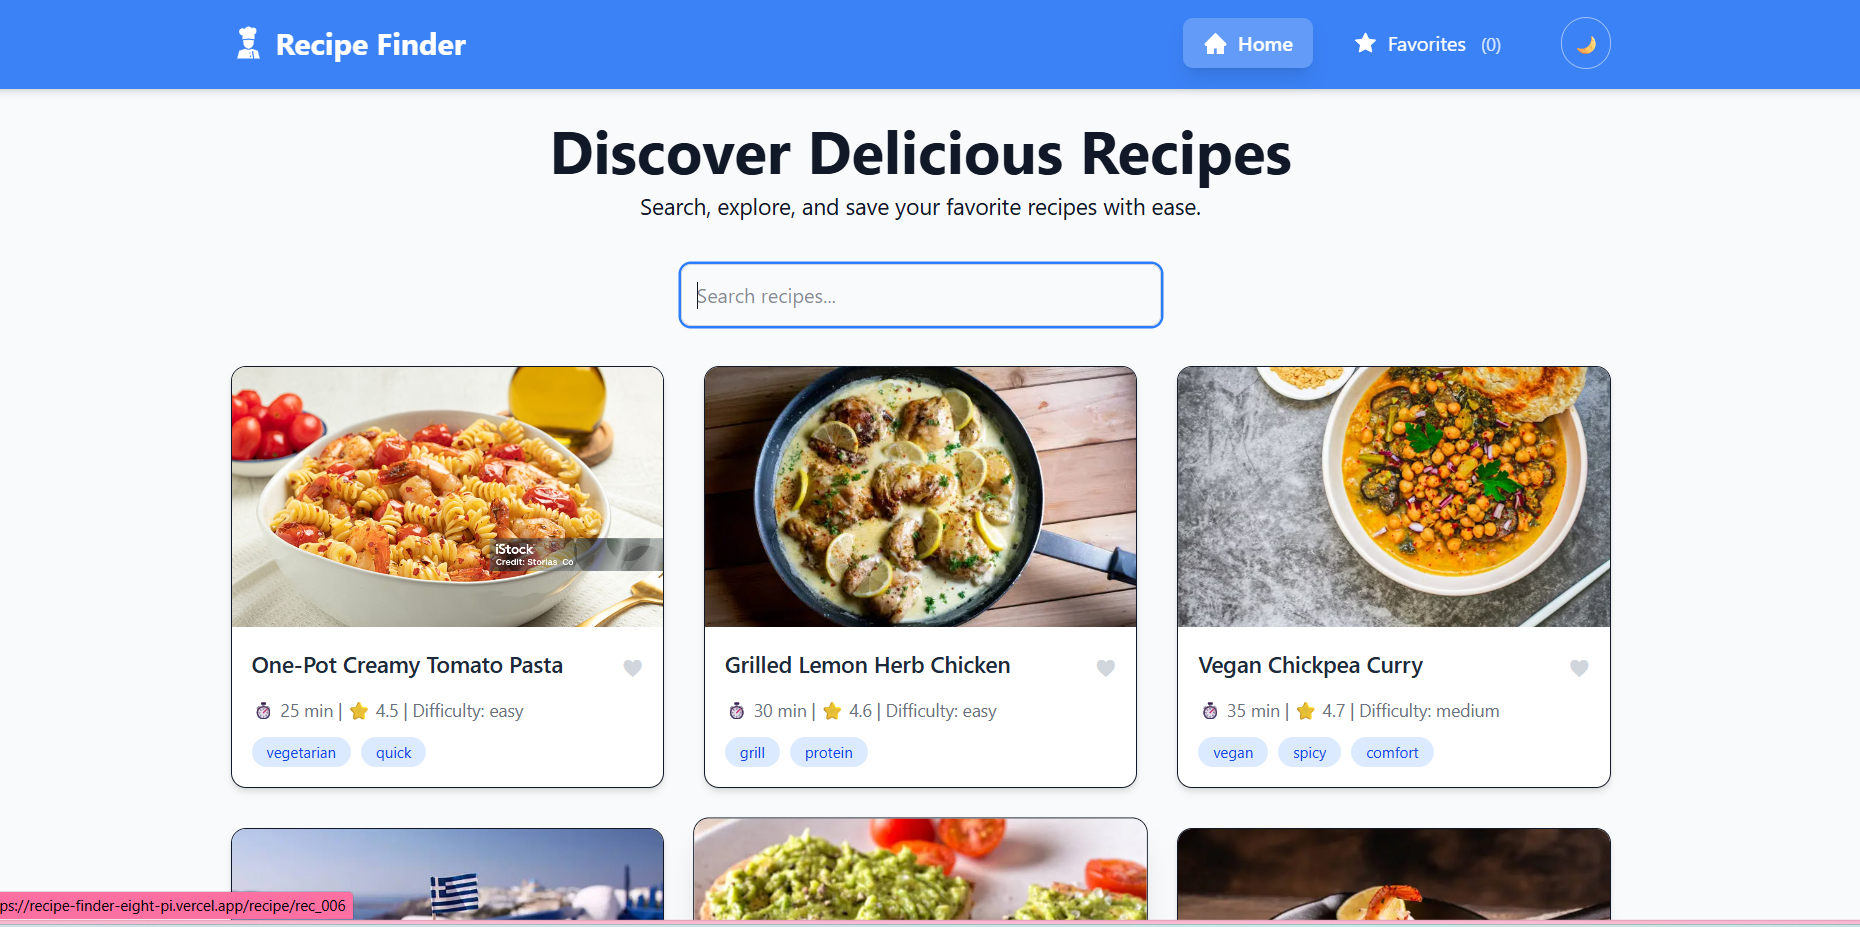 Recipe Finder
Home
Favorites (0)
Discover Delicious Recipes
Search, explore, and save your favorite recipes with ease.
Search recipes...
iStock
Credit: Storias_Co
One-Pot Creamy Tomato Pasta
25 min | 4.5 | Difficulty: easy
vegetarian quick
Grilled Lemon Herb Chicken
30 min | 4.6 | Difficulty: easy
grill protein
Vegan Chickpea Curry
35 min | 4.7 | Difficulty: medium
vegan spicy comfort
ps://recipe-finder-eight-pi.vercel.app/recipe/rec_006